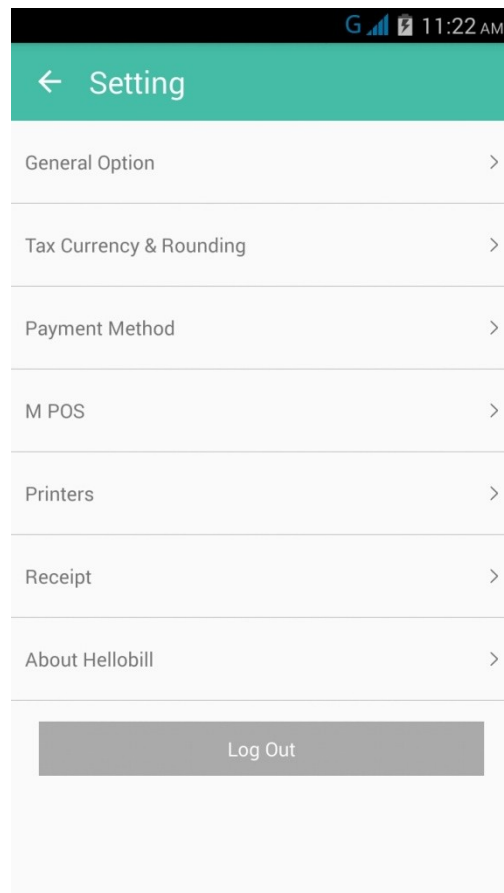 G 11:22 AM
Setting
General Option
Tax Currency & Rounding
Payment Method
M POS
Printers
Receipt
About Hellobill
Log Out